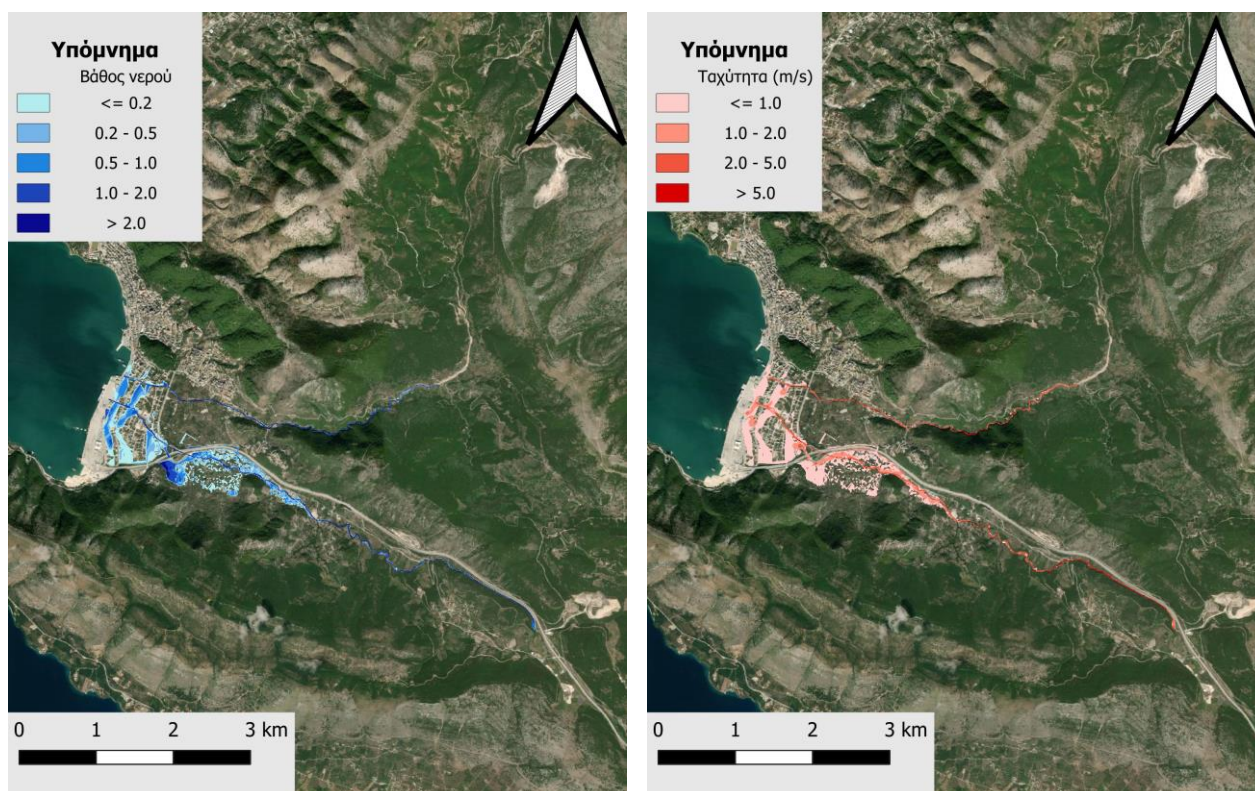 Υπόμνημα
Βάθος νερού
<= 0.2
0.2 - 0.5
0.5 - 1.0
1.0 - 2.0
> 2.0
0 1 2 3 km
Υπόμνημα
Ταχύτητα (m/s)
<= 1.0
1.0 - 2.0
2.0 - 5.0
> 5.0
0 1 2 3 km